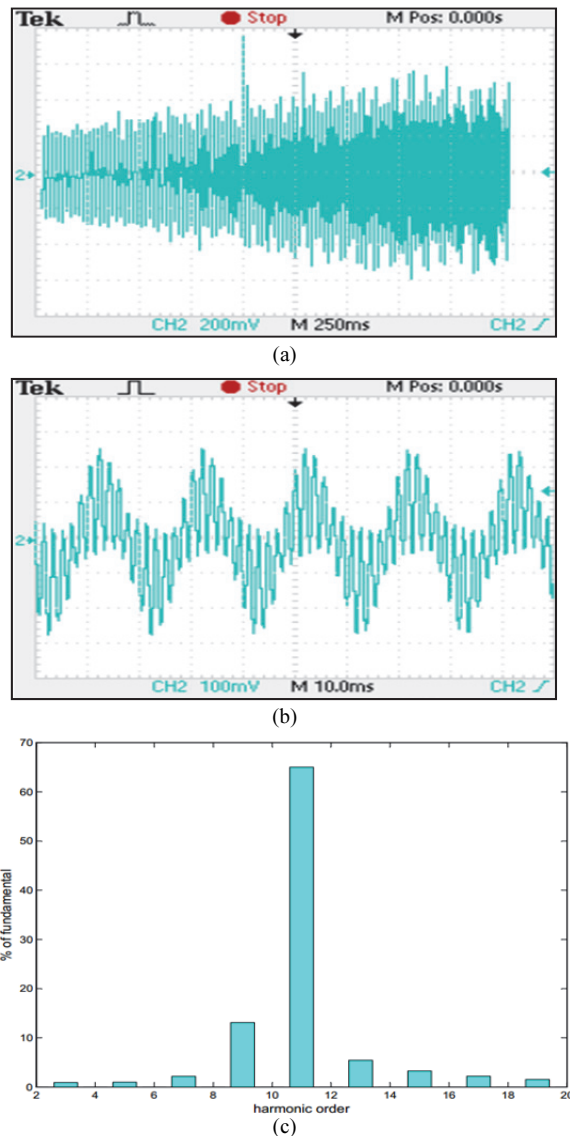 Tek Stop M Pos: 0.000s
2
CH2 200mV M 250ms CH2
(a)
Tek Stop M Pos: 0.000s
2
CH2 100mV M 10.0ms CH2
(b)
70
60
50
40
30
20
10
0
% of fundamental
2 4 6 8 10 12 14 16 18 20
harmonic order
(c)